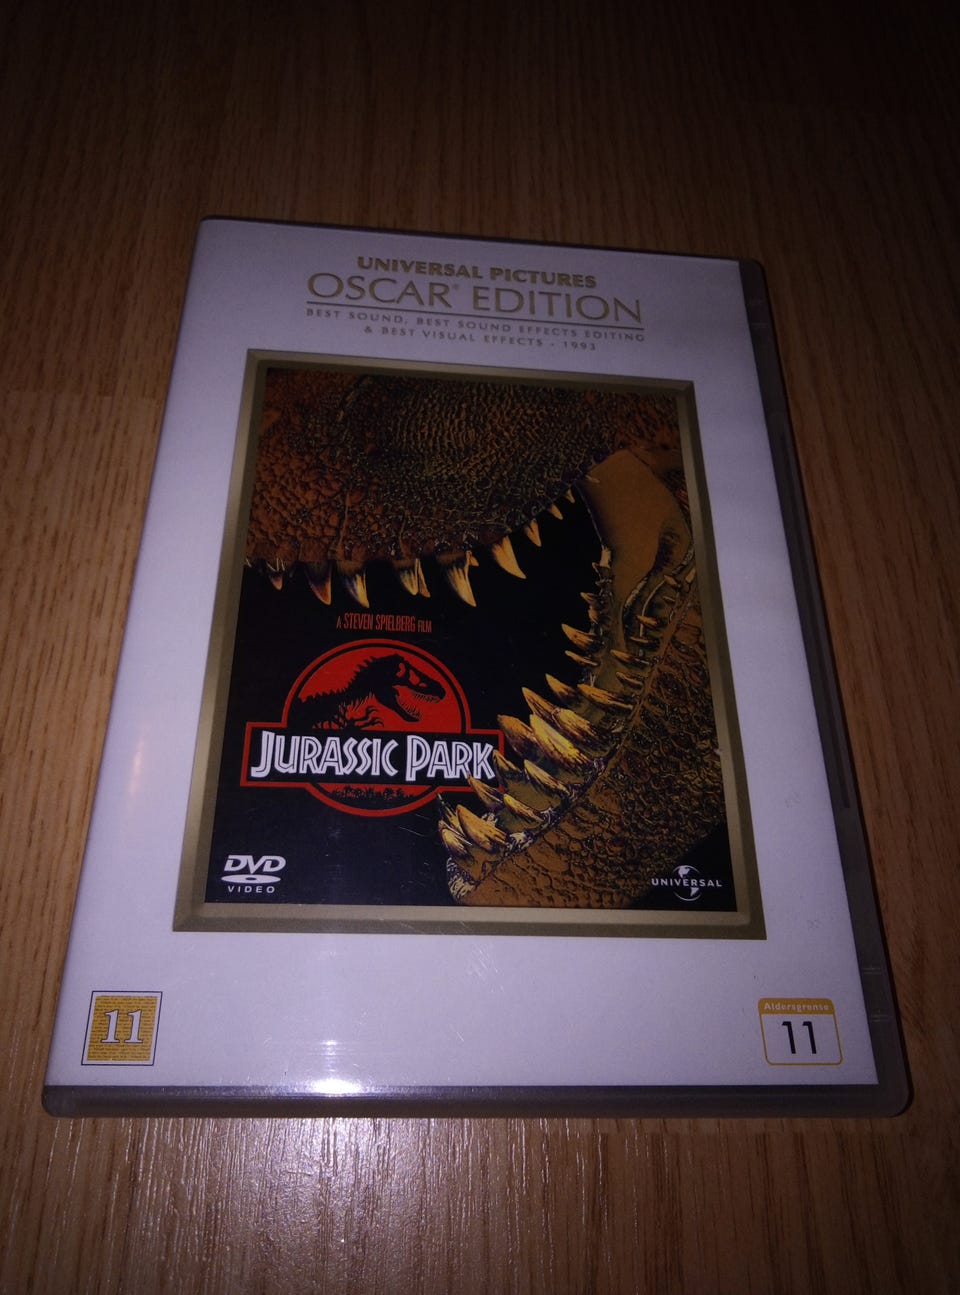 UNIVERSAL PICTURES
OSCAR® EDITION
BEST SOUND, BEST SOUND EFFECTS EDITING
& BEST VISUAL EFFECTS - 1993
A STEVEN SPIELBERG FILM
JURASSIC PARK
DVD
VIDEO
UNIVERSAL
11
Aldersgrense
11